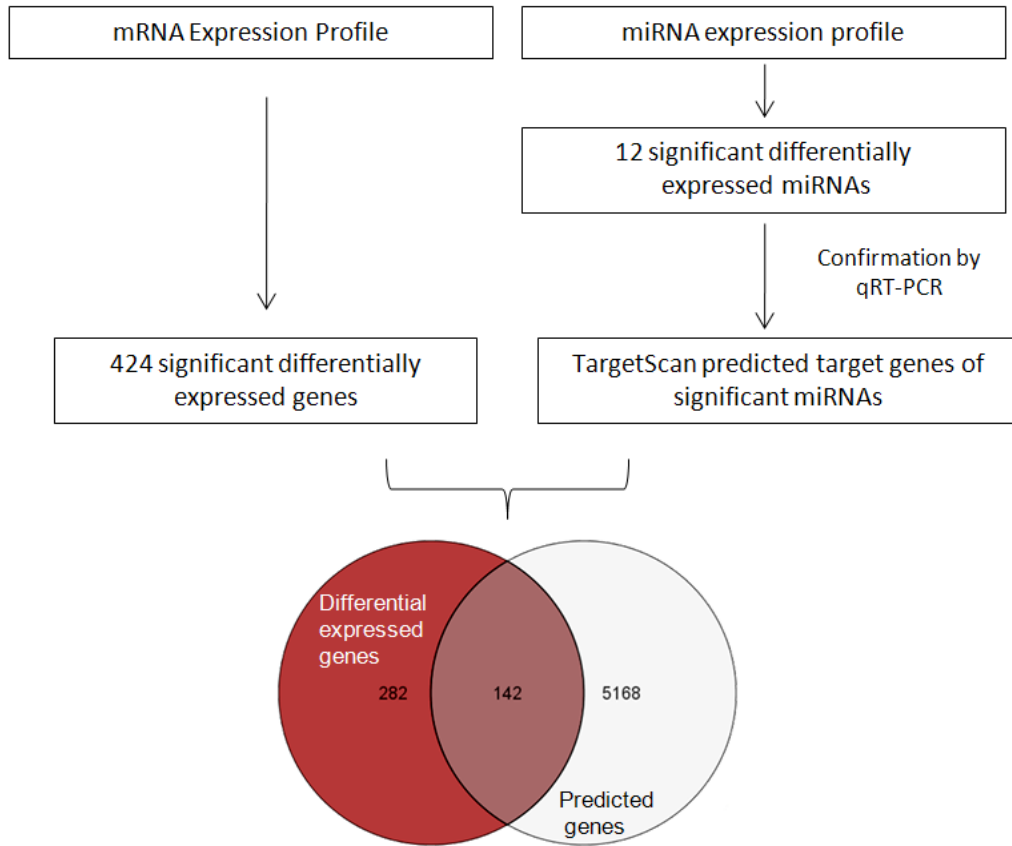 mRNA Expression Profile
miRNA expression profile
12 significant differentially
expressed miRNAs
Confirmation by
qRT-PCR
424 significant differentially
expressed genes
TargetScan predicted target genes of
significant miRNAs
Differential
expressed
genes
282
142
5168
Predicted
genes